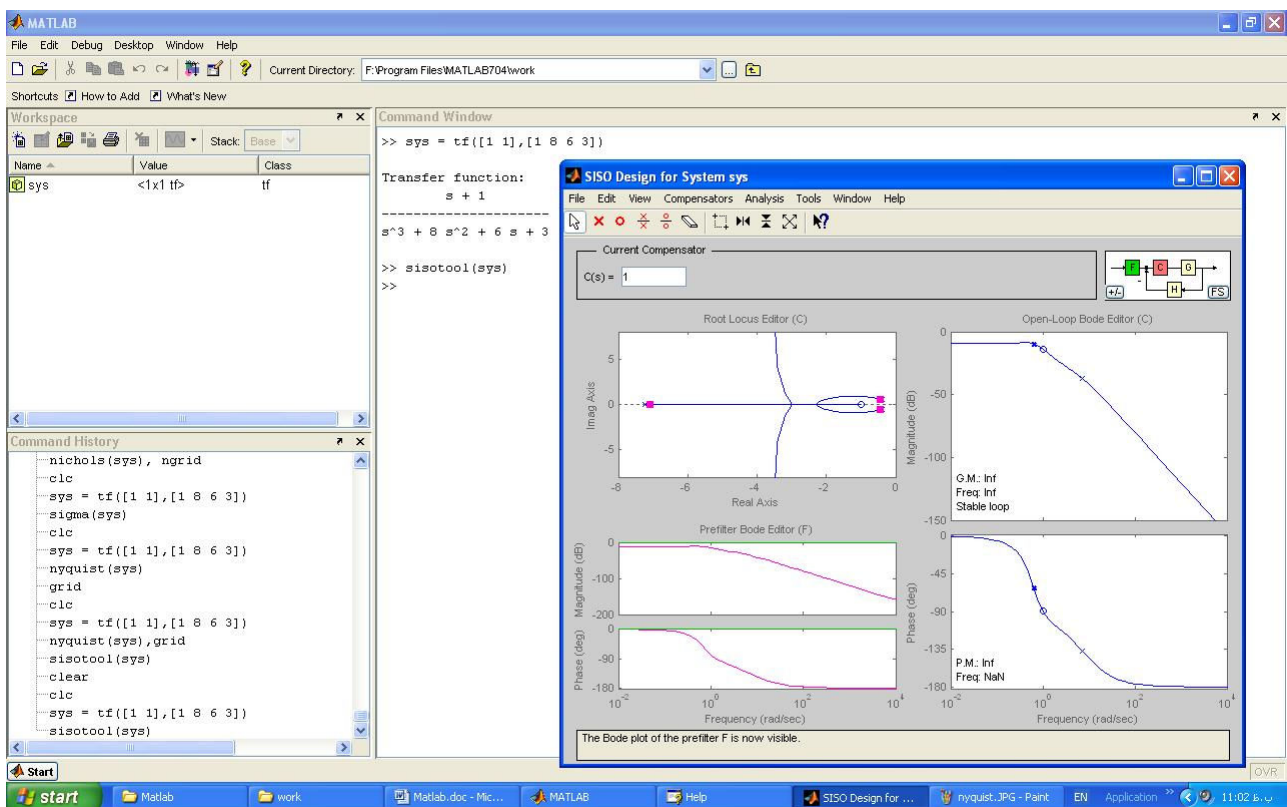 MATLAB
File Edit Debug Desktop Window Help
Current Directory: F:\Program Files\MATLAB704\work
Shortcuts How to Add What's New
Workspace
Stack: Base
Name Value Class
sys <1x1 tf> tf
Command History
nichols(sys), ngrid
clc
sys = tf([1 1],[1 8 6 3])
sigma(sys)
clc
sys = tf([1 1],[1 8 6 3])
nyquist(sys)
grid
clc
sys = tf([1 1],[1 8 6 3])
nyquist(sys),grid
sisotool(sys)
clear
clc
sys = tf([1 1],[1 8 6 3])
sisotool(sys)
Command Window
>> sys = tf([1 1],[1 8 6 3])
Transfer function:
s + 1
---------------------
s^3 + 8 s^2 + 6 s + 3
>> sisotool(sys)
>>
SISO Design for System sys
File Edit View Compensators Analysis Tools Window Help
Current Compensator
C(s) = 1
F C G
-
H
+/- FS
Root Locus Editor (C)
Imag Axis
5
0
-5
-8 -6 -4 -2 0
Real Axis
Prefilter Bode Editor (F)
Magnitude (dB)
0
-100
-200
Phase (deg)
0
-90
-180
10^-2 10^0 10^2 10^4
Frequency (rad/sec)
Open-Loop Bode Editor (C)
Magnitude (dB)
0
-50
-100
-150
G.M.: Inf
Freq: Inf
Stable loop
Phase (deg)
0
-45
-90
-135
-180
P.M.: Inf
Freq: NaN
10^-2 10^0 10^2 10^4
Frequency (rad/sec)
The Bode plot of the prefilter F is now visible.
Start
OVR
start Matlab work Matlab.doc - Mic... MATLAB Help SISO Design for ... nyquist.JPG - Paint EN Application » 11:02 ب.ظ